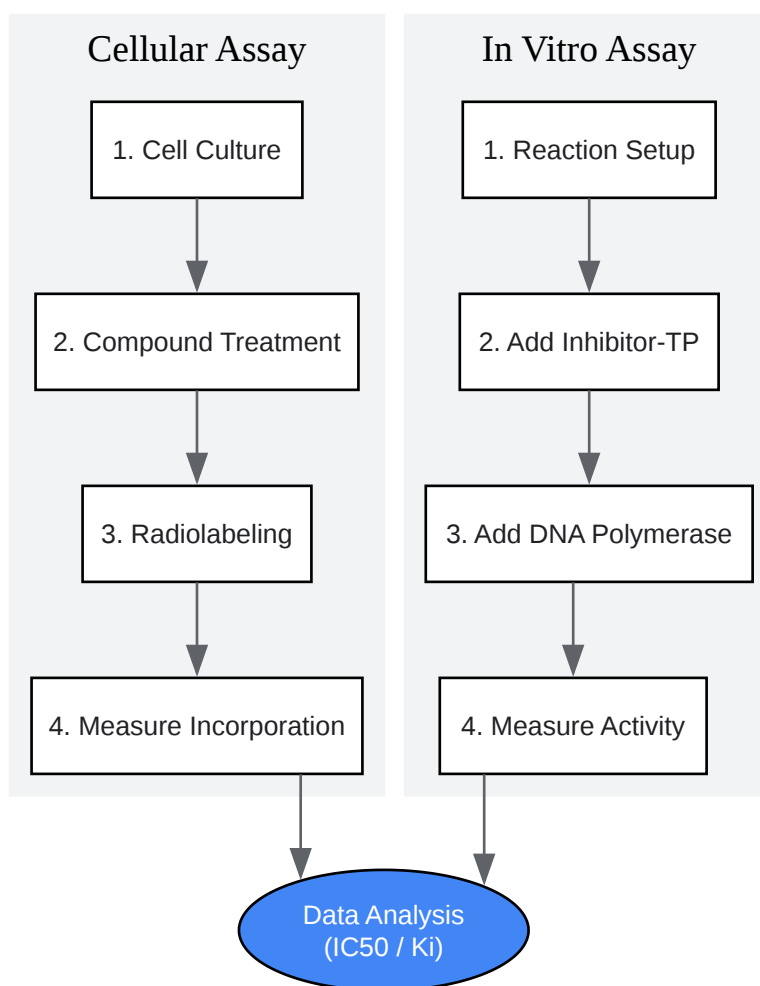 Cellular Assay
1. Cell Culture
2. Compound Treatment
3. Radiolabeling
4. Measure Incorporation
In Vitro Assay
1. Reaction Setup
2. Add Inhibitor-TP
3. Add DNA Polymerase
4. Measure Activity
Data Analysis
(IC50 / Ki)